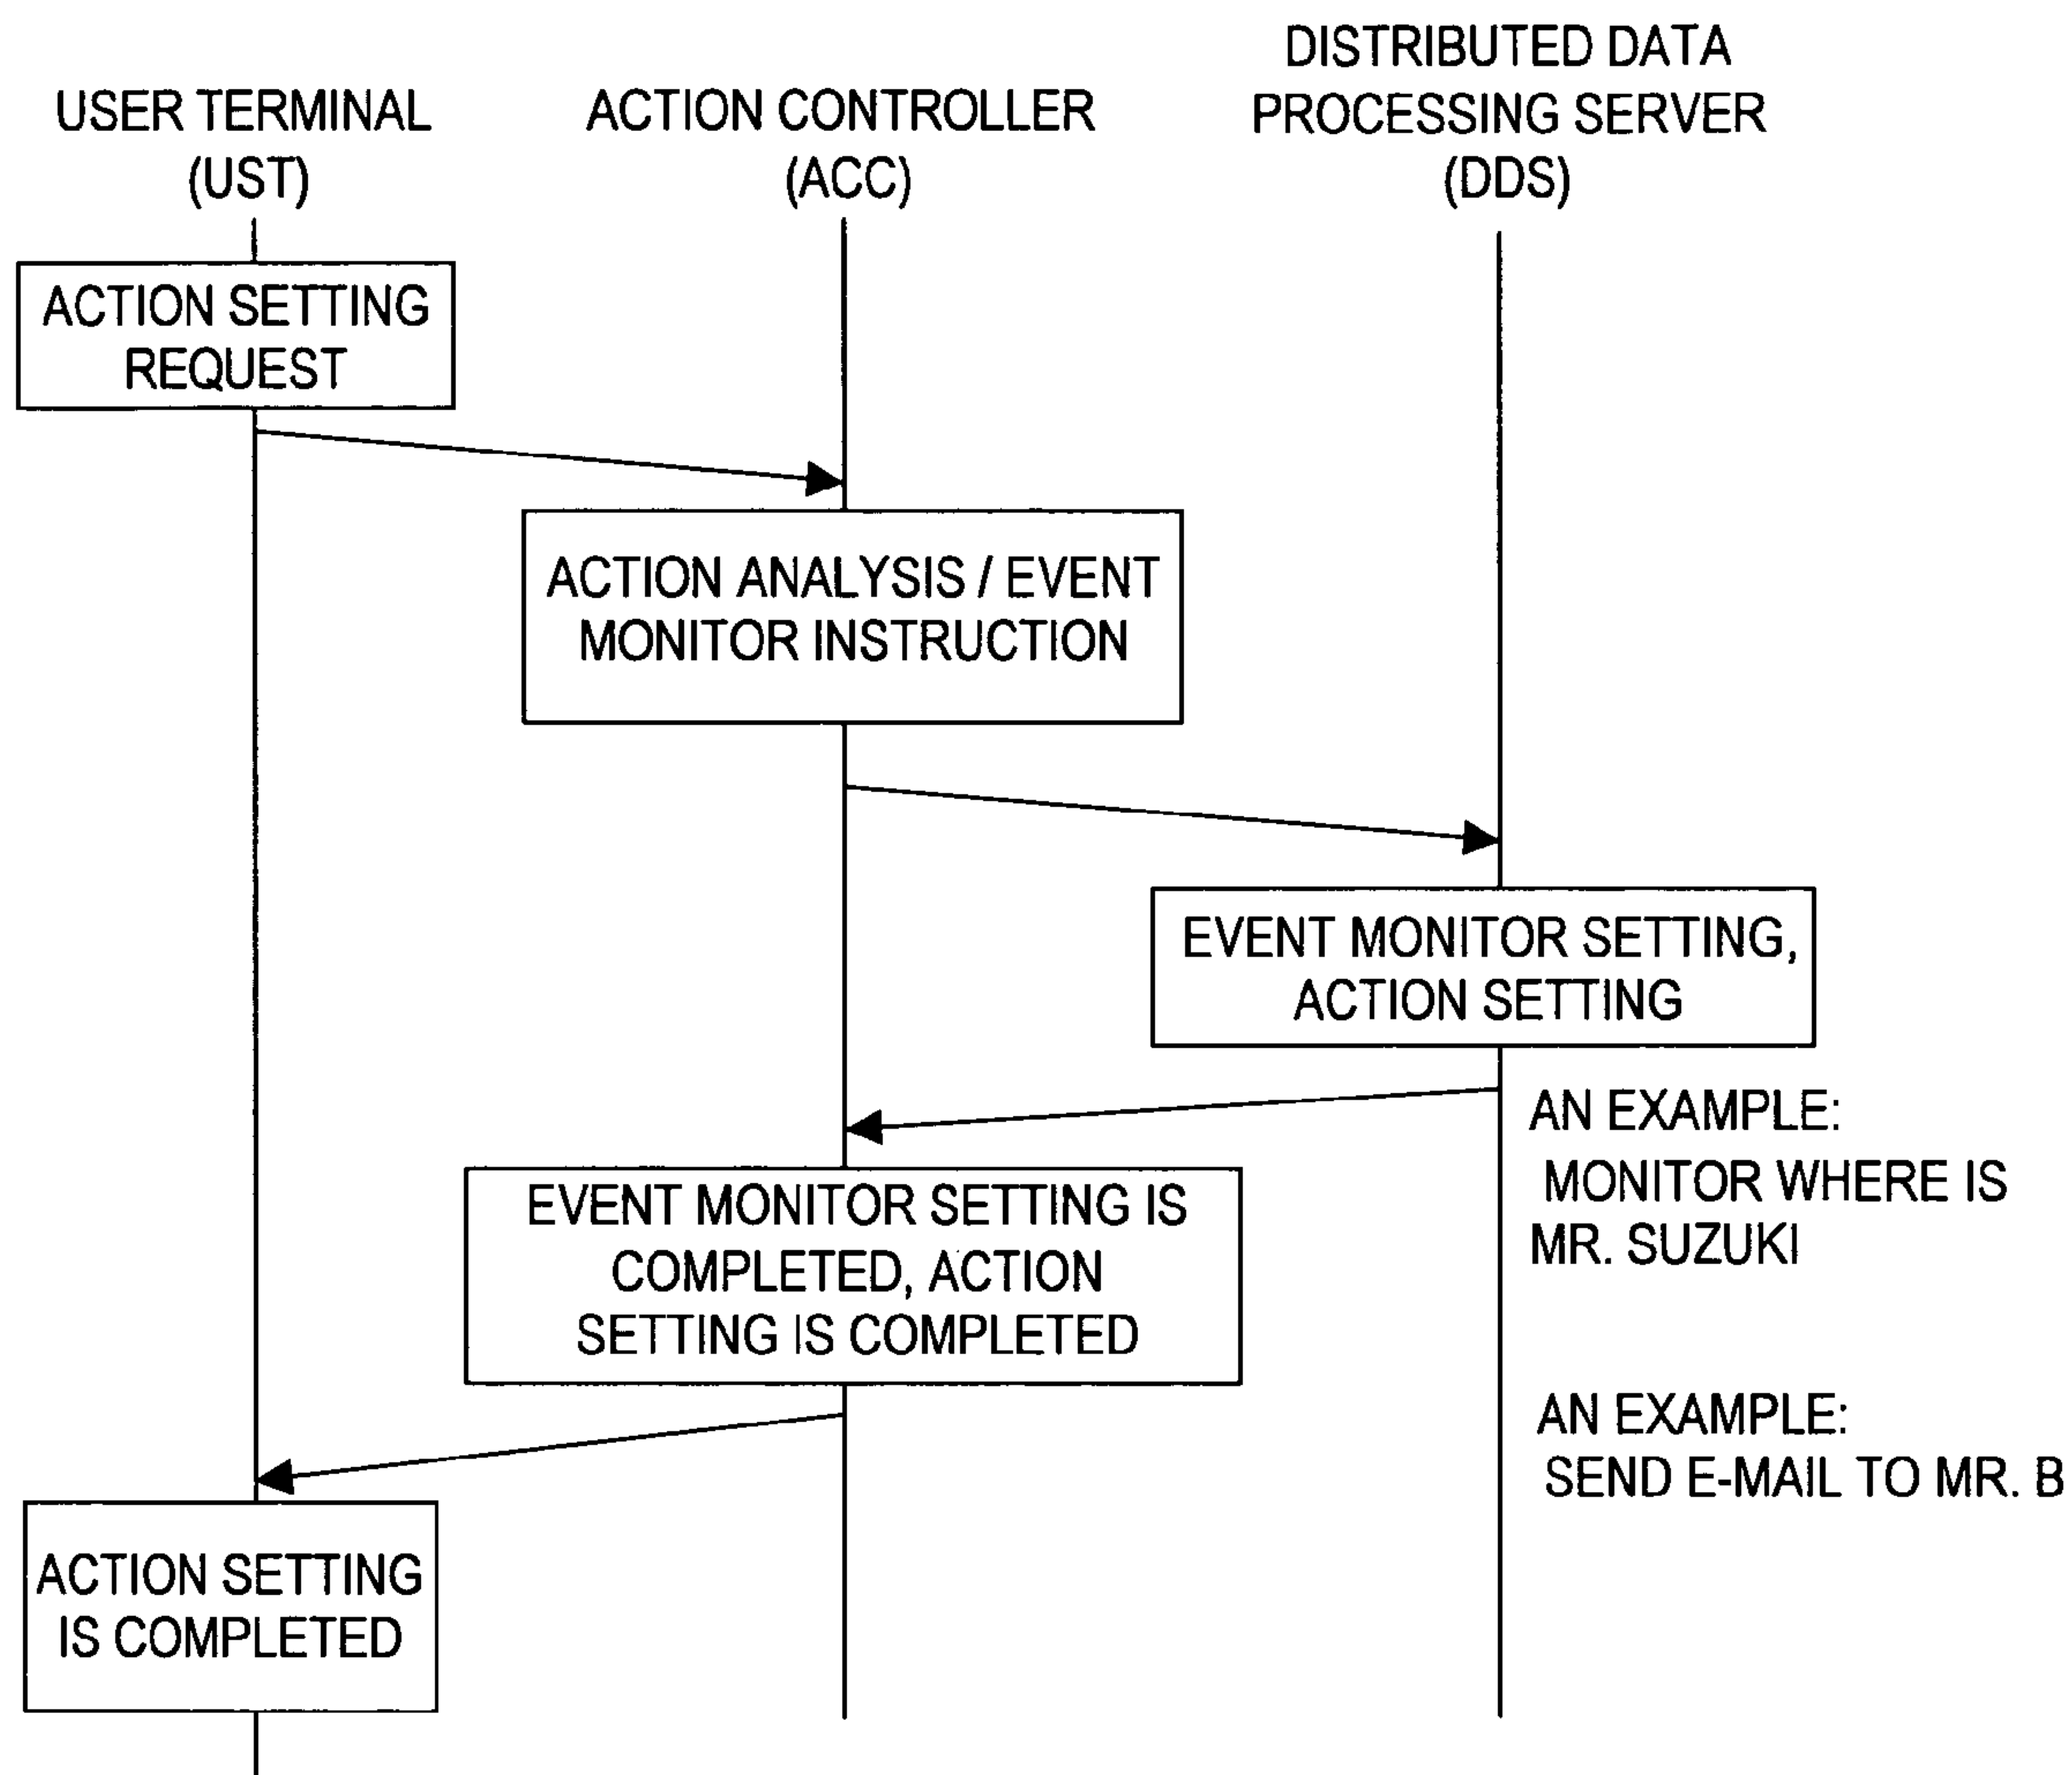 USER TERMINAL
(UST)
ACTION CONTROLLER
(ACC)
DISTRIBUTED DATA
PROCESSING SERVER
(DDS)
ACTION SETTING
REQUEST
ACTION ANALYSIS / EVENT
MONITOR INSTRUCTION
EVENT MONITOR SETTING,
ACTION SETTING
AN EXAMPLE:
MONITOR WHERE IS
MR. SUZUKI
EVENT MONITOR SETTING IS
COMPLETED, ACTION
SETTING IS COMPLETED
AN EXAMPLE:
SEND E-MAIL TO MR. B
ACTION SETTING
IS COMPLETED